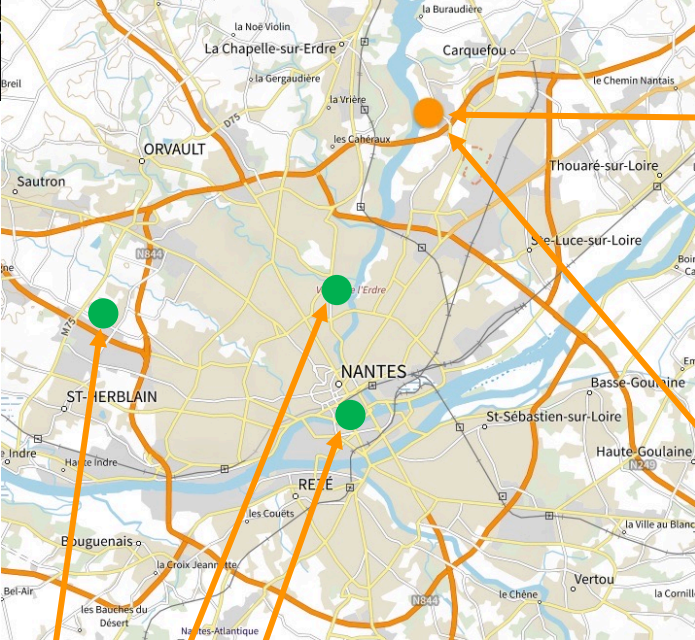 la Buraudière
la Noë Violin
La Chapelle-sur-Erdre
Carquefou
la Gergaudière
le Chemin Nantais
Breil
la Vrière
D75
les Cahéraux
ORVAULT
Thouaré-sur-Loire
Sautron
Ste-Luce-sur-Loire
N844
gne
l'Erdre
M75
NANTES
Basse-Goulaine
ST-HERBLAIN
St-Sébastien-sur-Loire
Haute-Goulaine
e Indre
Haute Indre
N249
REZÉ
les Couëts
la Ville au Blanc
Bouguenais
la Croix Jeannette
Vertou
Bel-Air
le Chêne
la Cornill
N844
les Bauches du
Désert
Nantes-Atlantique